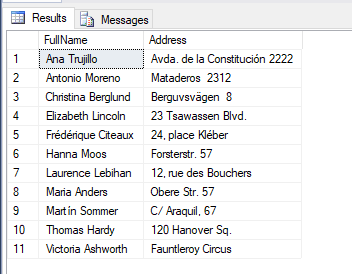 Results Messages
FullName Address
1 Ana Trujillo Avda. de la Constitución 2222
2 Antonio Moreno Mataderos 2312
3 Christina Berglund Berguvsvägen 8
4 Elizabeth Lincoln 23 Tsawassen Blvd.
5 Frédérique Citeaux 24, place Kléber
6 Hanna Moos Forsterstr. 57
7 Laurence Lebihan 12, rue des Bouchers
8 Maria Anders Obere Str. 57
9 Martín Sommer C/ Araquil, 67
10 Thomas Hardy 120 Hanover Sq.
11 Victoria Ashworth Fauntleroy Circus